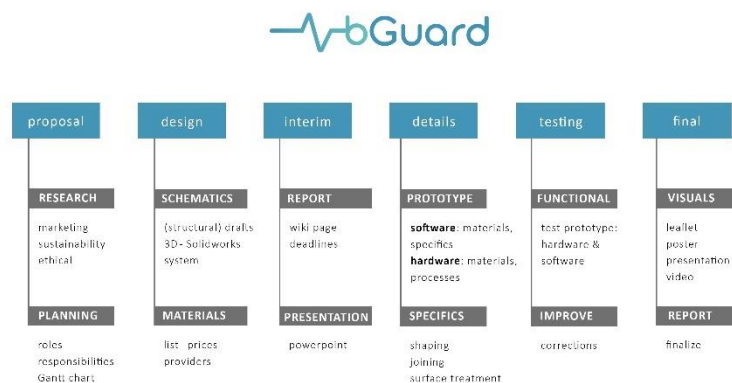 bGuard
proposal
RESEARCH
marketing
sustainability
ethical
PLANNING
roles
responsibilities
Gantt chart
design
SCHEMATICS
(structural) drafts
3D - Solidworks
system
MATERIALS
list prices
providers
interim
REPORT
wiki page
deadlines
PRESENTATION
powerpoint
details
PROTOTYPE
software: materials,
specifics
hardware: materials,
processes
SPECIFICS
shaping
joining
surface treatment
testing
FUNCTIONAL
test prototype:
hardware &
software
IMPROVE
corrections
final
VISUALS
leaflet
poster
presentation
video
REPORT
finalize